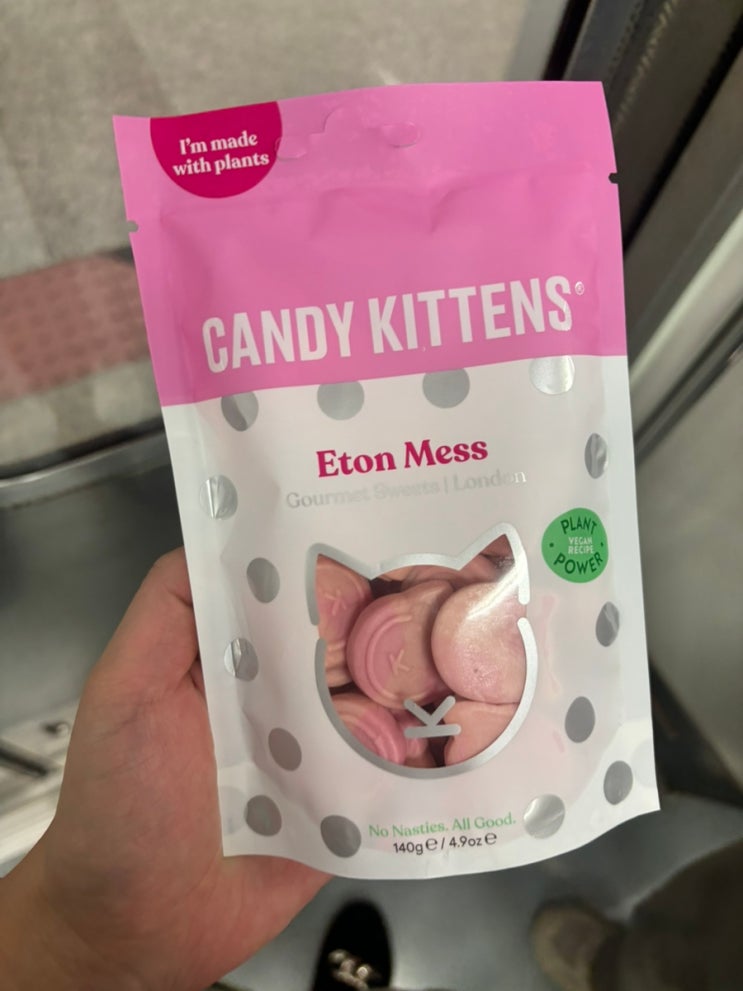 I'm made
with plants
CANDY KITTENS®
Eton Mess
Gourmet Sweets | London
PLANT
VEGAN
RECIPE
POWER
K
K
K
No Nasties. All Good.
140g ℮ / 4.9oz ℮